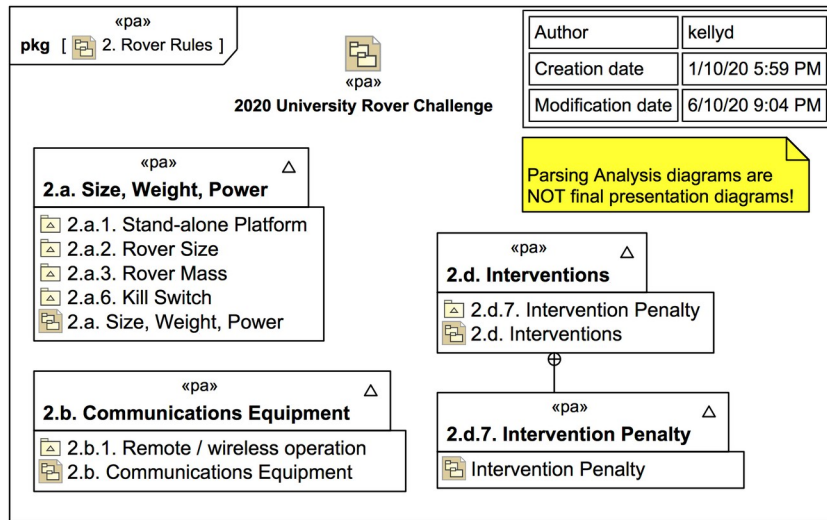 «pa»
pkg [ 2. Rover Rules ]
«pa»
2020 University Rover Challenge
Author kellyd
Creation date 1/10/20 5:59 PM
Modification date 6/10/20 9:04 PM
Parsing Analysis diagrams are
NOT final presentation diagrams!
«pa»
2.a. Size, Weight, Power
2.a.1. Stand-alone Platform
2.a.2. Rover Size
2.a.3. Rover Mass
2.a.6. Kill Switch
2.a. Size, Weight, Power
«pa»
2.b. Communications Equipment
2.b.1. Remote / wireless operation
2.b. Communications Equipment
«pa»
2.d. Interventions
2.d.7. Intervention Penalty
2.d. Interventions
«pa»
2.d.7. Intervention Penalty
Intervention Penalty